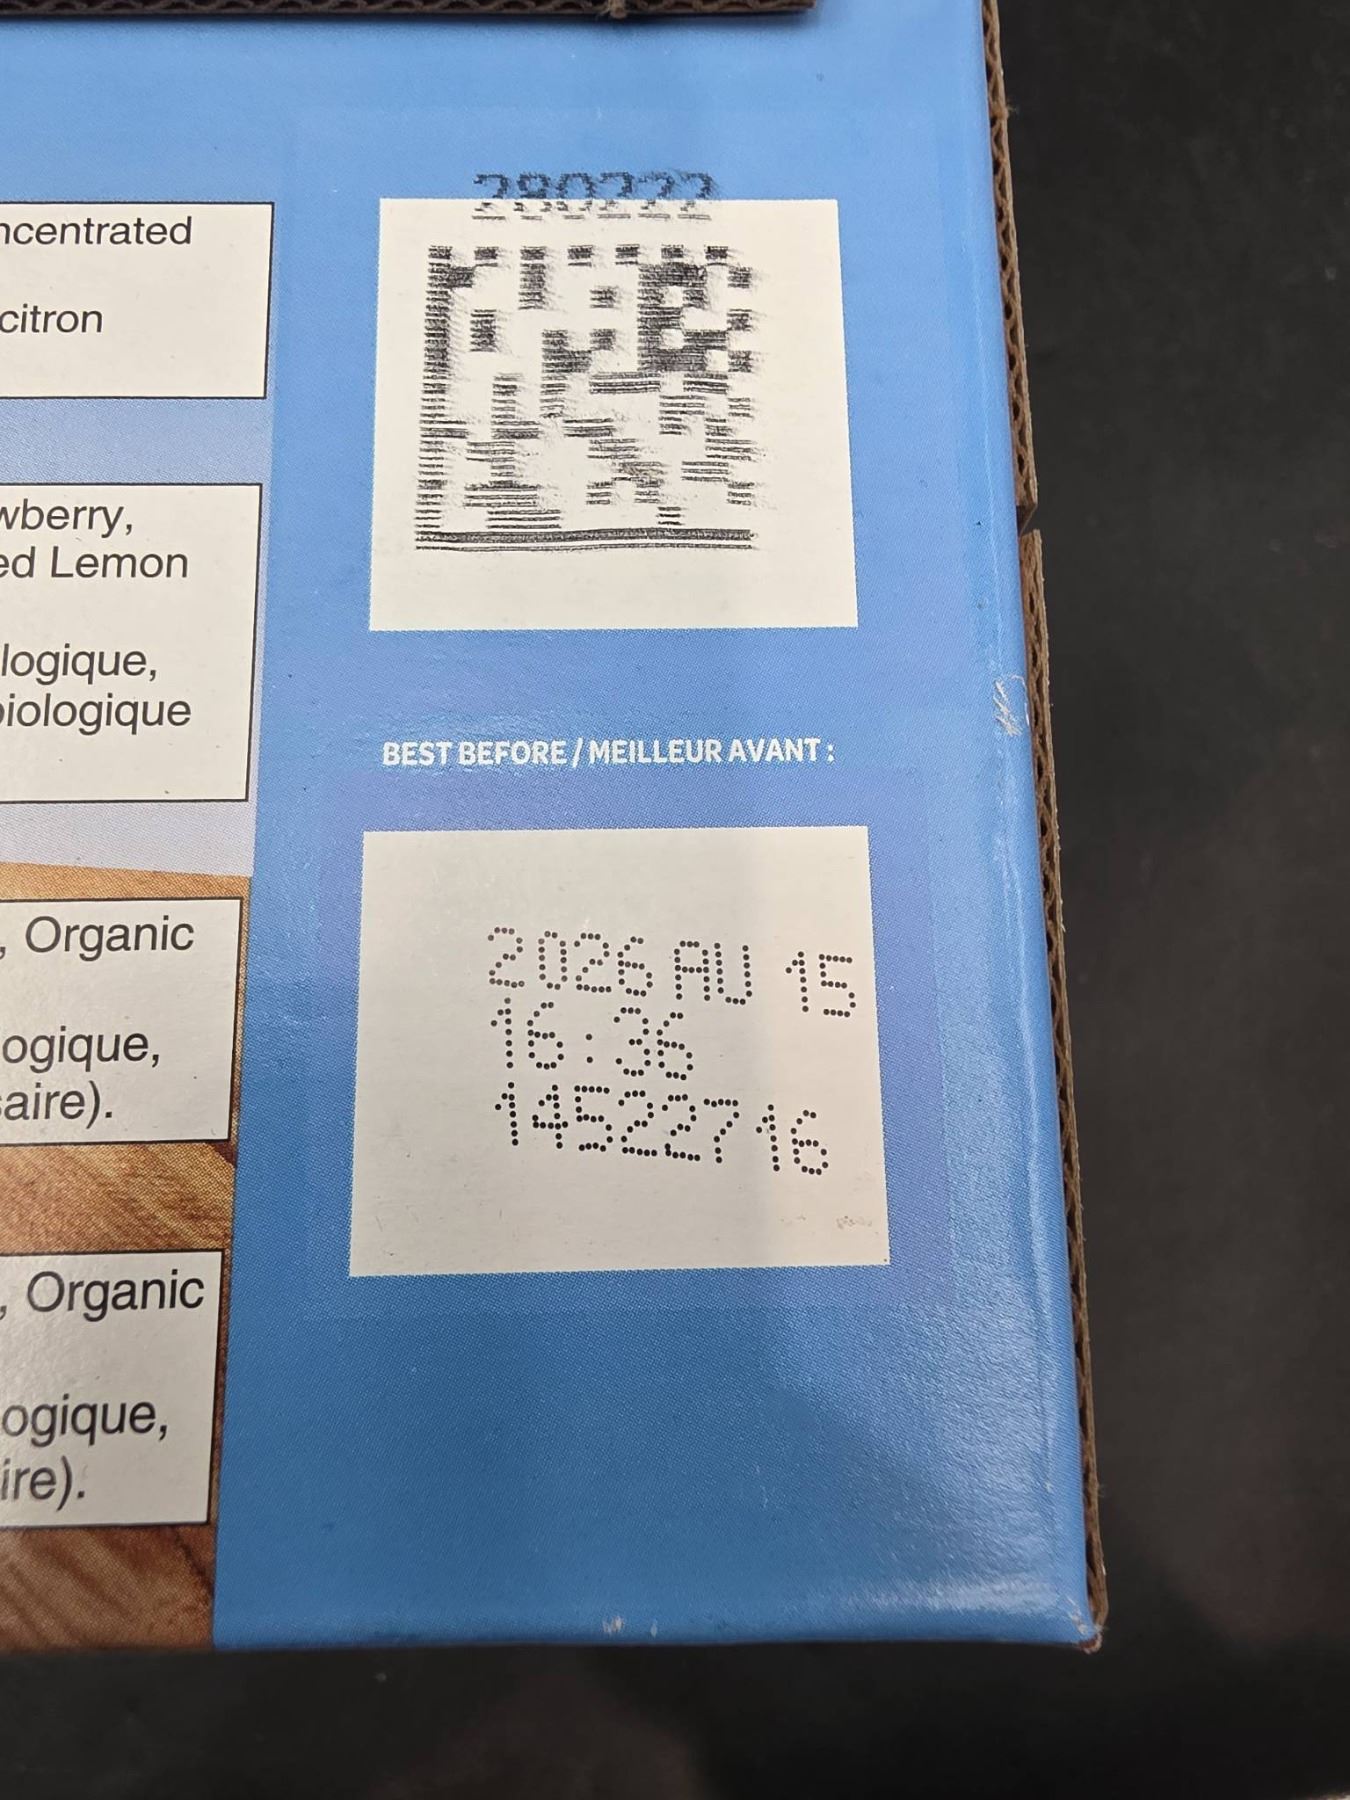 280222
ncentrated
citron
wberry,
ed Lemon
logique,
biologique
BEST BEFORE / MEILLEUR AVANT :
, Organic
ogique,
saire).
2026 AU 15
16:36
14522716
, Organic
ogique,
ire).